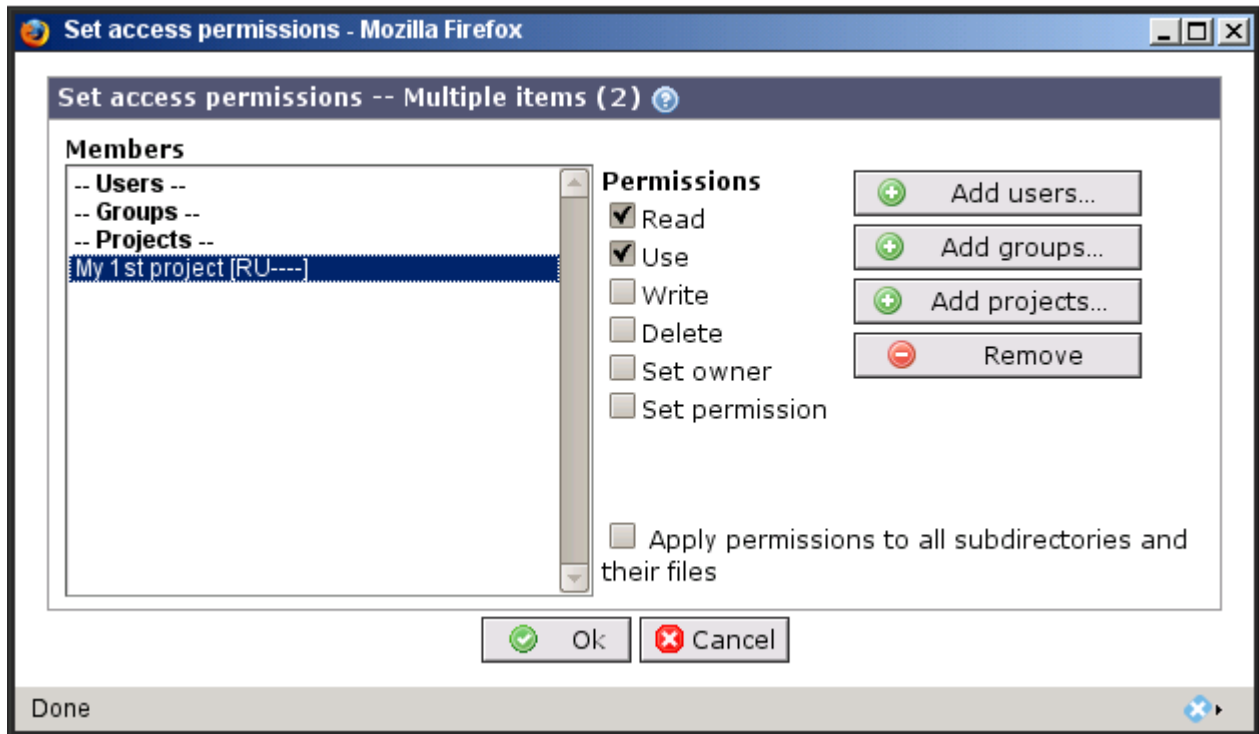 Set access permissions - Mozilla Firefox
Set access permissions -- Multiple items (2)
Members
-- Users --
-- Groups --
-- Projects --
My 1st project [RU----]
Permissions
Read
Use
Write
Delete
Set owner
Set permission
Add users...
Add groups...
Add projects...
Remove
Apply permissions to all subdirectories and
their files
Ok
Cancel
Done